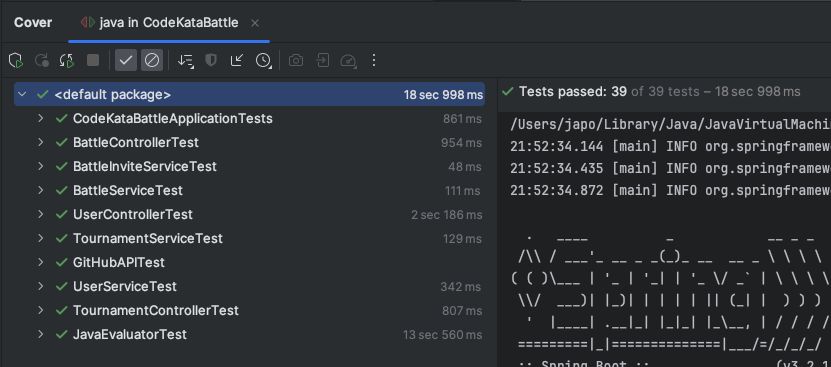 Cover java in CodeKataBattle
<default package> 18 sec 998 ms
CodeKataBattleApplicationTests 861 ms
BattleControllerTest 954 ms
BattleInviteServiceTest 48 ms
BattleServiceTest 111 ms
UserControllerTest 2 sec 186 ms
TournamentServiceTest 129 ms
GitHubAPITest
UserServiceTest 342 ms
TournamentControllerTest 807 ms
JavaEvaluatorTest 13 sec 560 ms
Tests passed: 39 of 39 tests – 18 sec 998 ms
/Users/japo/Library/Java/JavaVirtualMachin
21:52:34.144 [main] INFO org.springframewo
21:52:34.435 [main] INFO org.springframewo
21:52:34.872 [main] INFO org.springframewo
:: Spring Boot :: (v3.2.1